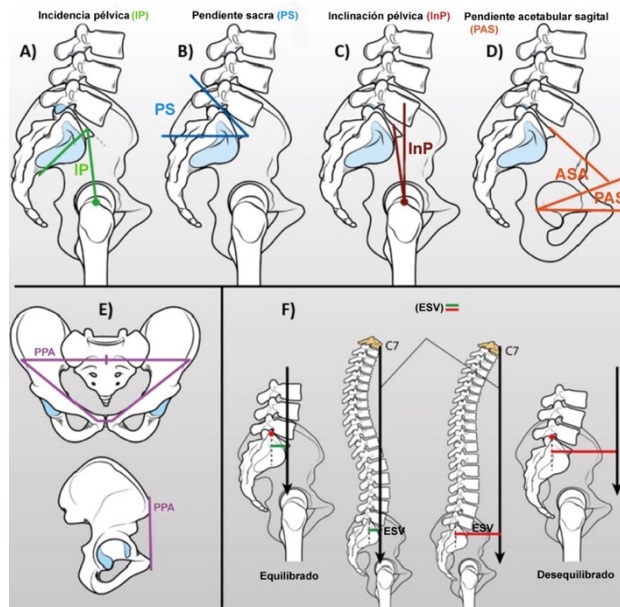 Incidencia pélvica (IP)
Pendiente sacra (PS)
Inclinación pélvica (InP)
Pendiente acetabular sagital
(PAS)
A)
B)
C)
D)
IP
PS
InP
ASA
PAS
E)
PPA
PPA
F)
(ESV)
C7
C7
ESV
ESV
Equilibrado
Desequilibrado